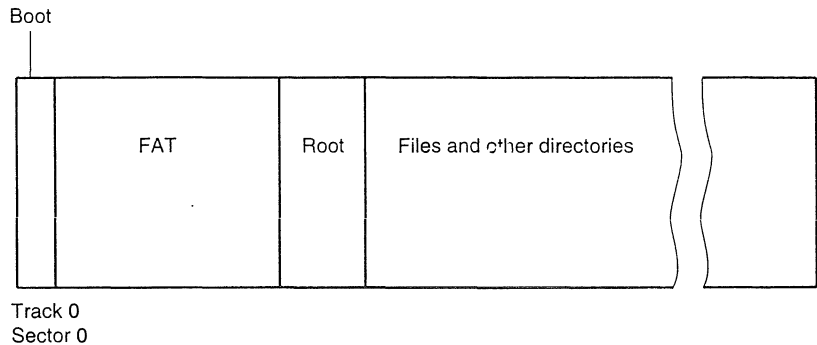 Boot
FAT
Root
Files and other directories
Track 0
Sector 0